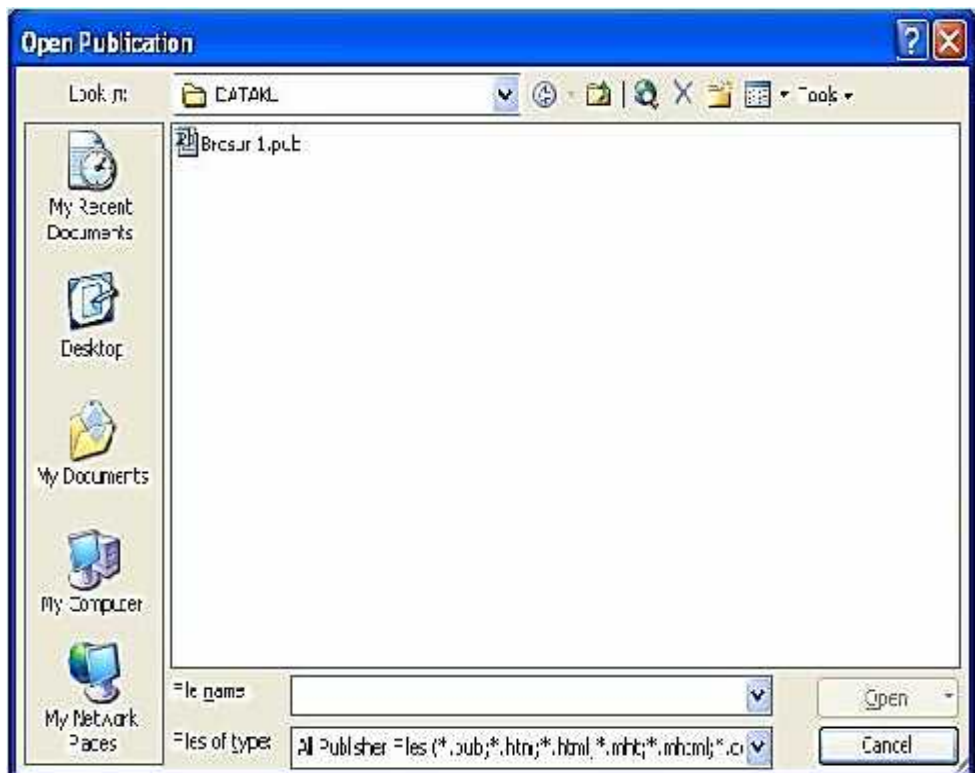 Open Publication
Look in:
DATAKU
Tools
Brosur 1.pub
My Recent
Documents
Desktop
My Documents
My Computer
My Network
Places
File name
Open
Files of type:
All Publisher Files (*.pub;*.htm;*.html;*.mht;*.mhtml;*.c
Cancel